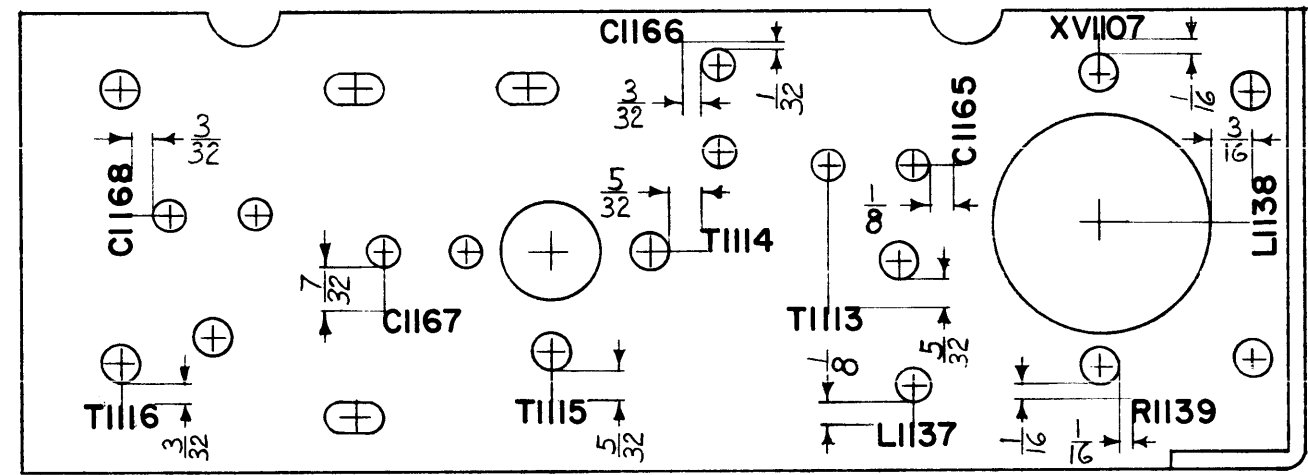 C1166
XV1107
1/32
3/32
1/16
C1165
3/32
3/16
C1168
5/32
1/8
L1138
T1114
7/32
C1167
T1113
5/32
1/8
T1116
T1115
L1137
R1139
3/32
5/32
1/16
1/16